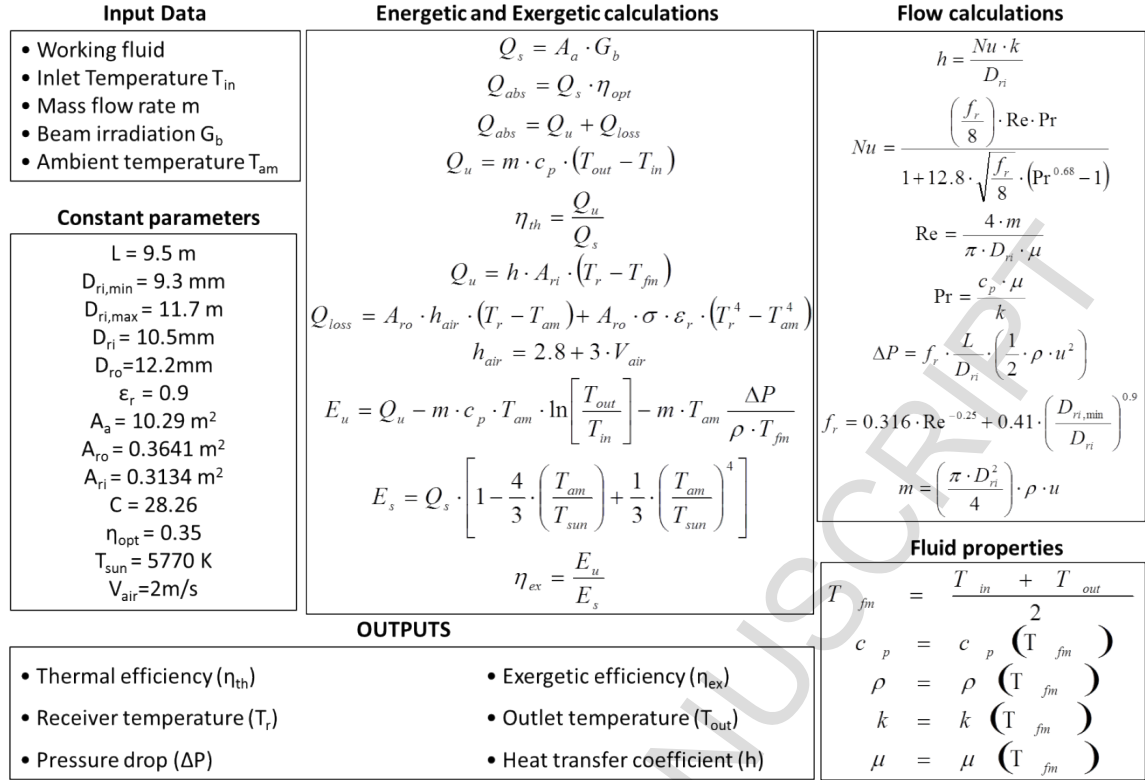 Input Data
• Working fluid
• Inlet Temperature T_in
• Mass flow rate m
• Beam irradiation G_b
• Ambient temperature T_am
Constant parameters
L = 9.5 m
D_ri,min = 9.3 mm
D_ri,max = 11.7 m
D_ri = 10.5mm
D_ro=12.2mm
ε_r = 0.9
A_a = 10.29 m²
A_ro = 0.3641 m²
A_ri = 0.3134 m²
C = 28.26
η_opt = 0.35
T_sun = 5770 K
V_air=2m/s
Energetic and Exergetic calculations
Q_s = A_a · G_b
Q_abs = Q_s · η_opt
Q_abs = Q_u + Q_loss
Q_u = m · c_p · (T_out − T_in)
η_th = Q_u / Q_s
Q_u = h · A_ri · (T_r − T_fm)
Q_loss = A_ro · h_air · (T_r − T_am) + A_ro · σ · ε_r · (T_r^4 − T_am^4)
h_air = 2.8 + 3 · V_air
E_u = Q_u − m · c_p · T_am · ln[T_out / T_in] − m · T_am ΔP / (ρ · T_fm)
E_s = Q_s · [1 − 4/3 · (T_am / T_sun) + 1/3 · (T_am / T_sun)^4]
η_ex = E_u / E_s
Flow calculations
h = Nu · k / D_ri
Nu = (f_r / 8) · Re · Pr / (1 + 12.8 · √(f_r / 8) · (Pr^0.68 − 1))
Re = 4 · m / (π · D_ri · μ)
Pr = c_p · μ / k
ΔP = f_r · L / D_ri · (1/2 · ρ · u²)
f_r = 0.316 · Re^−0.25 + 0.41 · (D_ri,min / D_ri)^0.9
m = (π · D_ri² / 4) · ρ · u
Fluid properties
T_fm = (T_in + T_out) / 2
c_p = c_p (T_fm)
ρ = ρ (T_fm)
k = k (T_fm)
μ = μ (T_fm)
OUTPUTS
• Thermal efficiency (η_th)
• Receiver temperature (T_r)
• Pressure drop (ΔP)
• Exergetic efficiency (η_ex)
• Outlet temperature (T_out)
• Heat transfer coefficient (h)
NUSCRIPT